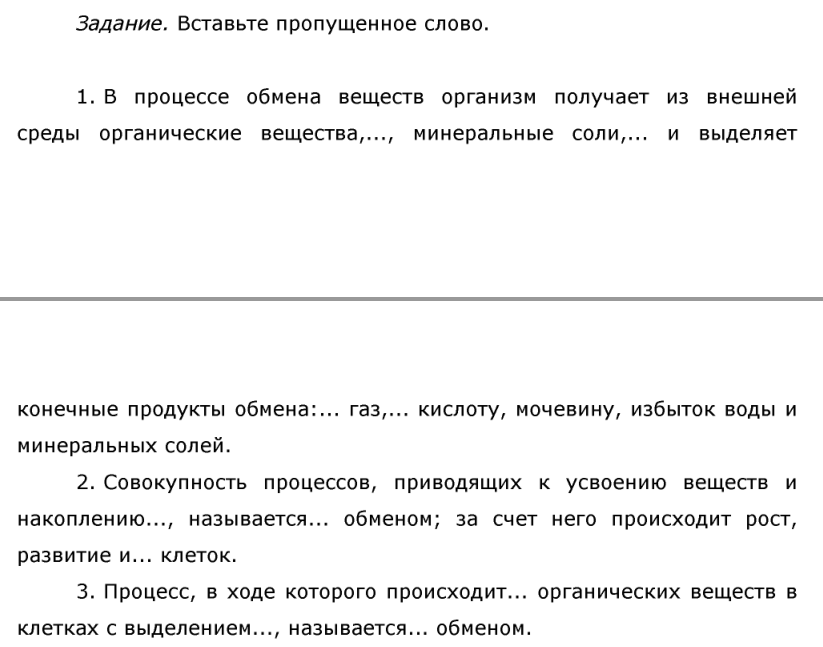 Задание. Вставьте пропущенное слово.
1. В процессе обмена веществ организм получает из внешней
среды органические вещества,..., минеральные соли,... и выделяет
конечные продукты обмена:... газ,... кислоту, мочевину, избыток воды и
минеральных солей.
2. Совокупность процессов, приводящих к усвоению веществ и
накоплению..., называется... обменом; за счет него происходит рост,
развитие и... клеток.
3. Процесс, в ходе которого происходит... органических веществ в
клетках с выделением..., называется... обменом.